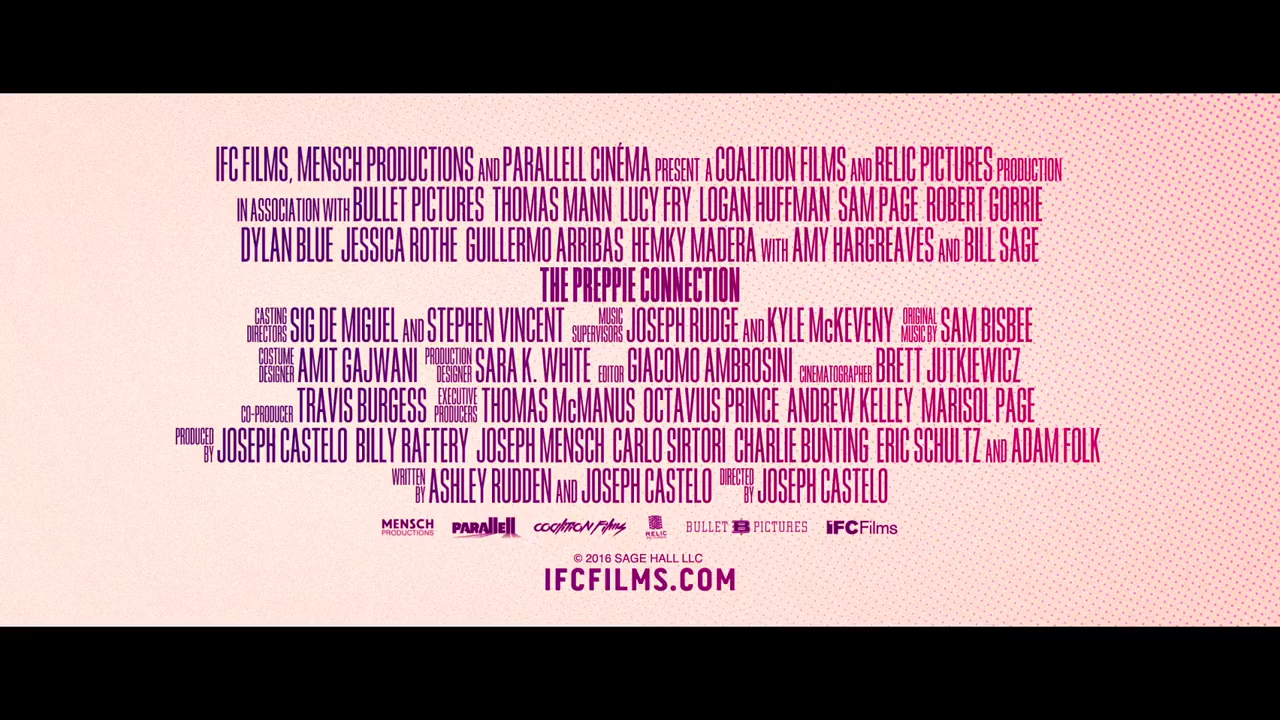 IFC FILMS, MENSCH PRODUCTIONS AND PARALLELL CINÉMA PRESENT A COALITION FILMS AND RELIC PICTURES PRODUCTION
IN ASSOCIATION WITH BULLET PICTURES THOMAS MANN LUCY FRY LOGAN HUFFMAN SAM PAGE ROBERT GORRIE
DYLAN BLUE JESSICA ROTHE GUILLERMO ARRIBAS HEMKY MADERA WITH AMY HARGREAVES AND BILL SAGE
THE PREPPIE CONNECTION
CASTING DIRECTORS SIG DE MIGUEL AND STEPHEN VINCENT MUSIC SUPERVISORS JOSEPH RUDGE AND KYLE McKEVENY ORIGINAL MUSIC BY SAM BISBEE
COSTUME DESIGNER AMIT GAJWANI PRODUCTION DESIGNER SARA K. WHITE EDITOR GIACOMO AMBROSINI CINEMATOGRAPHER BRETT JUTKIEWICZ
CO-PRODUCER TRAVIS BURGESS EXECUTIVE PRODUCERS THOMAS McMANUS OCTAVIUS PRINCE ANDREW KELLEY MARISOL PAGE
PRODUCED BY JOSEPH CASTELO BILLY RAFTERY JOSEPH MENSCH CARLO SIRTORI CHARLIE BUNTING ERIC SCHULTZ AND ADAM FOLK
WRITTEN BY ASHLEY RUDDEN AND JOSEPH CASTELO DIRECTED BY JOSEPH CASTELO
MENSCH PRODUCTIONS PARALLELL COALITION Films RELIC PICTURES BULLET B PICTURES IFC Films
© 2016 SAGE HALL LLC
IFCFILMS.COM